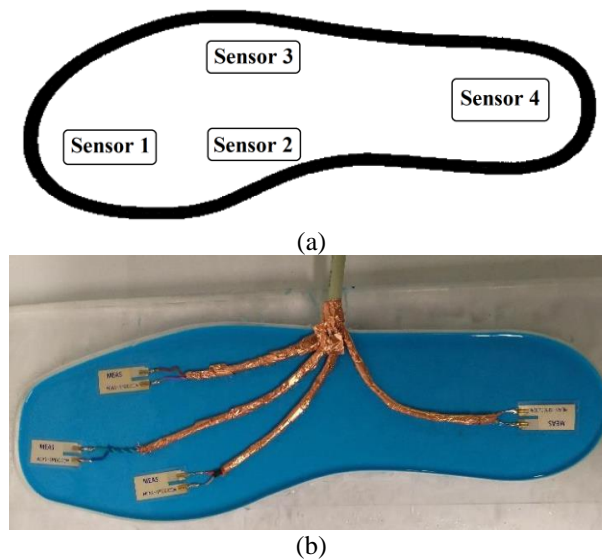 Sensor 3
Sensor 4
Sensor 1
Sensor 2
(a)
MEAS
MEAS
MEAS
MEAS
(b)